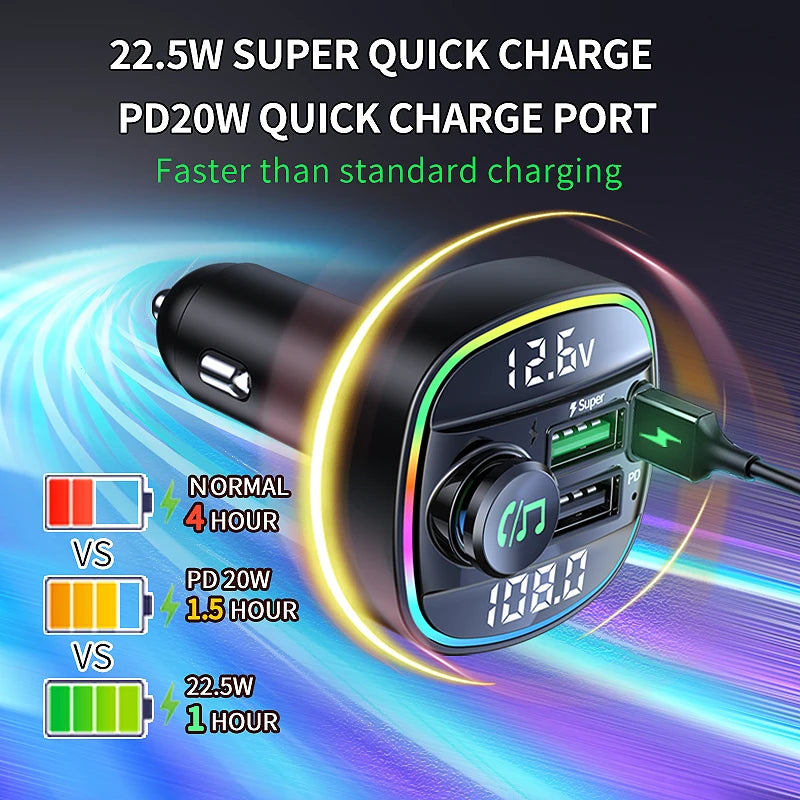 22.5W SUPER QUICK CHARGE
PD20W QUICK CHARGE PORT
Faster than standard charging
12.6V
Super
PD
108.0
NORMAL
4 HOUR
VS
PD 20W
1.5 HOUR
VS
22.5W
1 HOUR